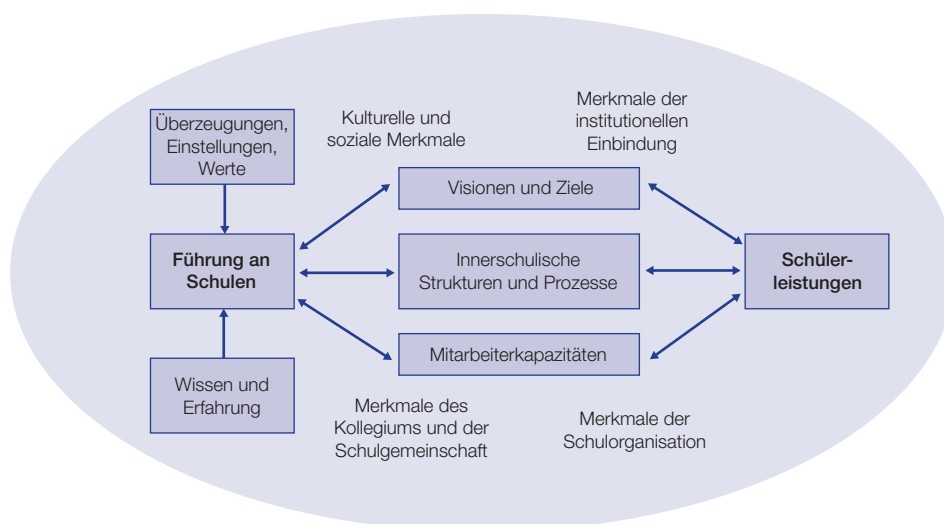 Überzeugungen,
Einstellungen,
Werte
Kulturelle und
soziale Merkmale
Merkmale der
institutionellen
Einbindung
Visionen und Ziele
Führung an
Schulen
Innerschulische
Strukturen und Prozesse
Schüler-
leistungen
Mitarbeiterkapazitäten
Wissen und
Erfahrung
Merkmale des
Kollegiums und der
Schulgemeinschaft
Merkmale der
Schulorganisation